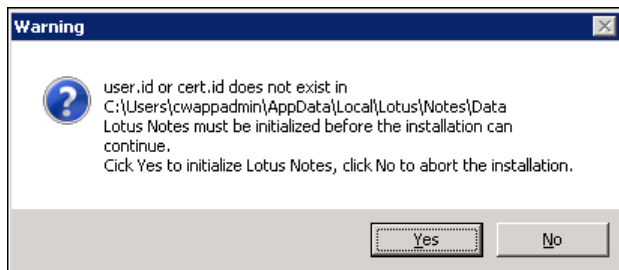 Warning
user.id or cert.id does not exist in
C:\Users\cwappadmin\AppData\Local\Lotus\Notes\Data
Lotus Notes must be initialized before the installation can
continue.
Cick Yes to initialize Lotus Notes, click No to abort the installation.
Yes
No